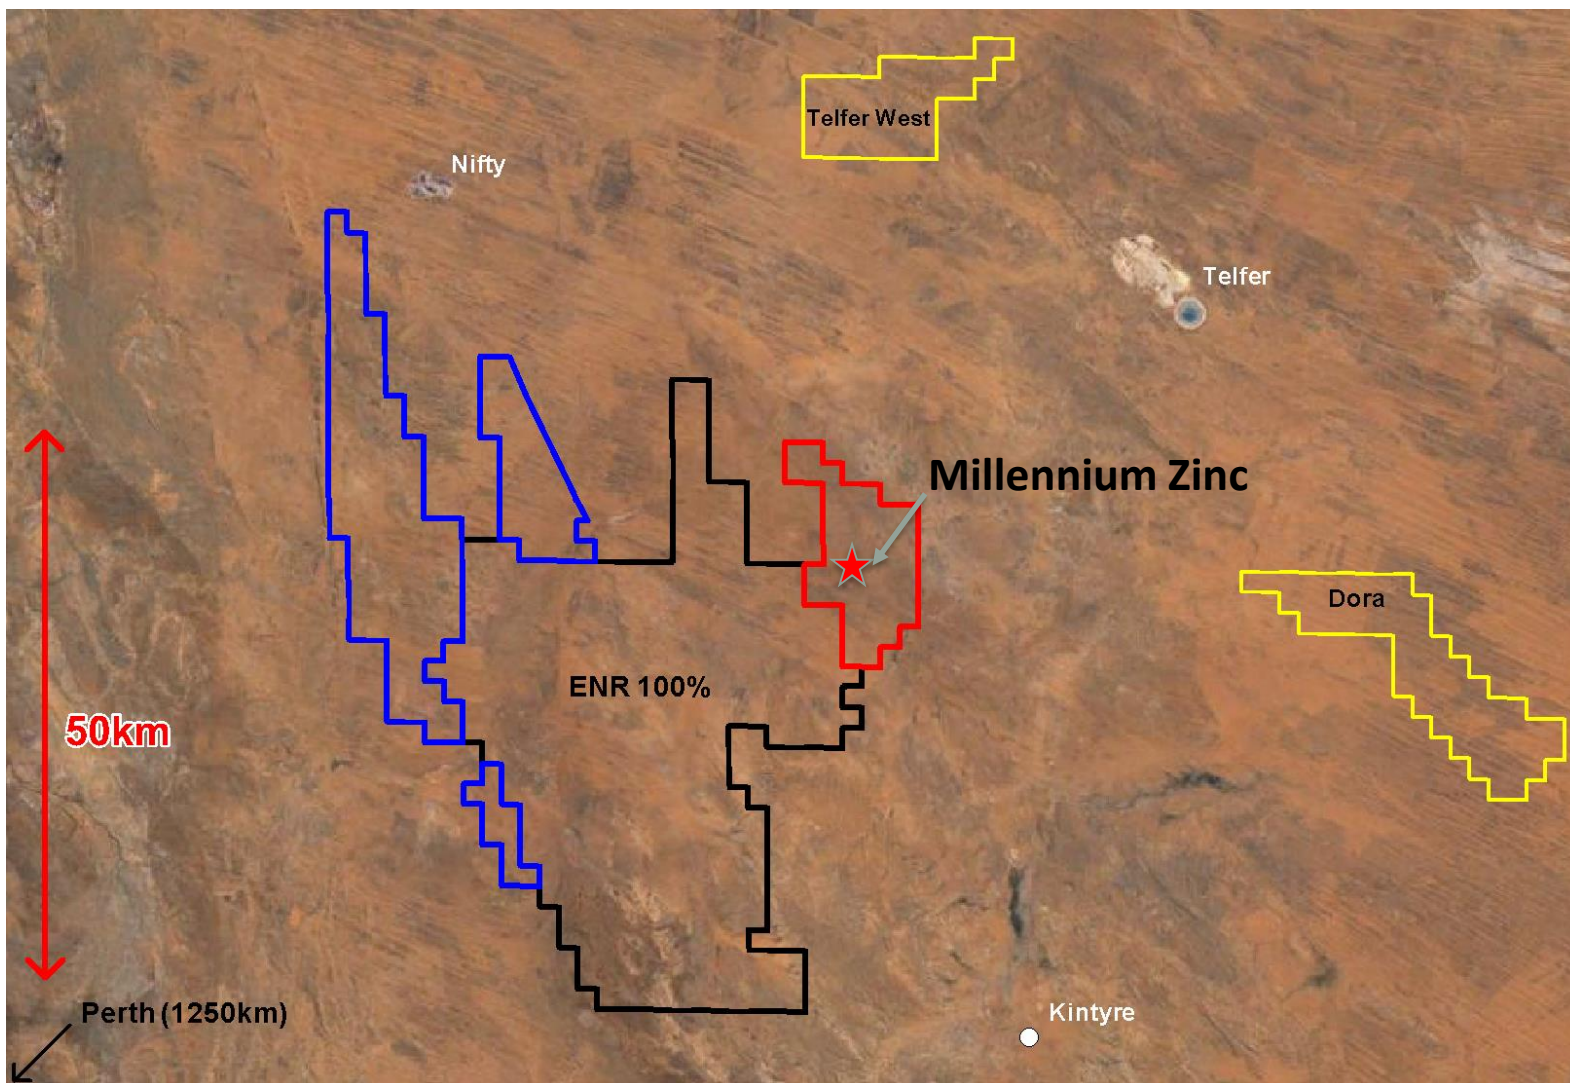 Telfer West
Nifty
Telfer
Millennium Zinc
Dora
ENR 100%
50km
Perth (1250km)
Kintyre